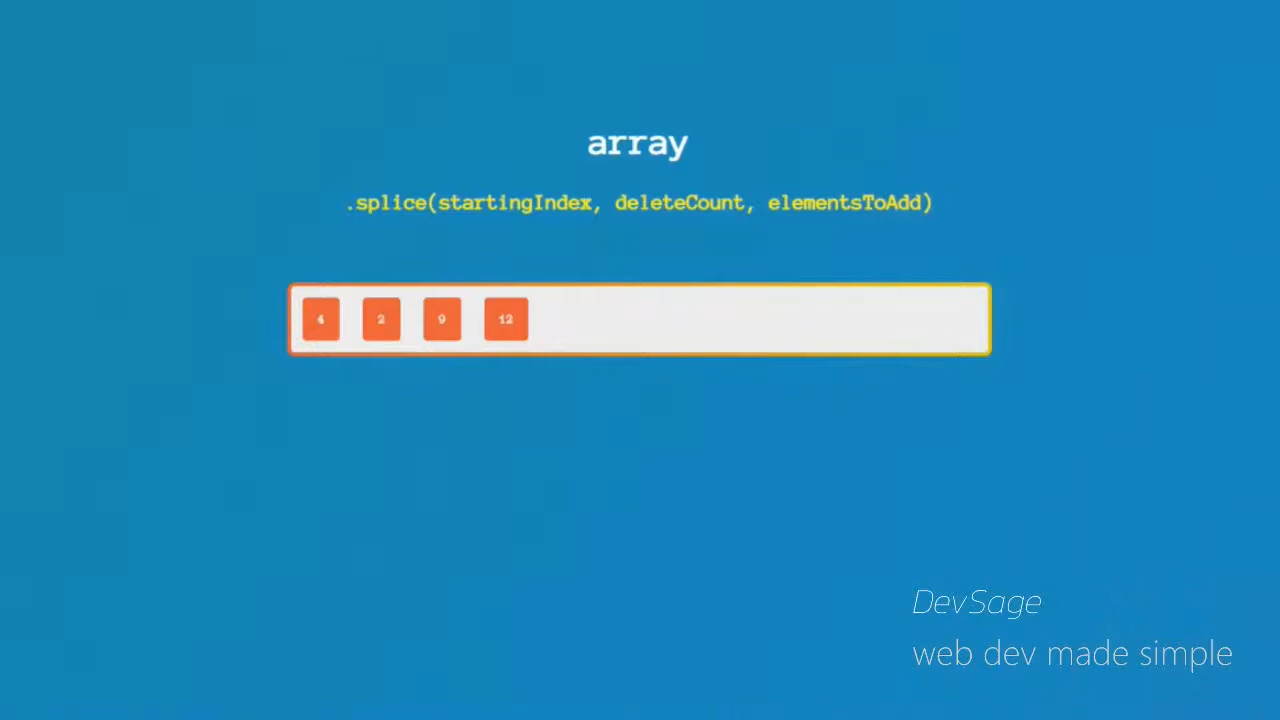 array
.splice(startingIndex, deleteCount, elementsToAdd)
4 2 9 12
DevSage
web dev made simple